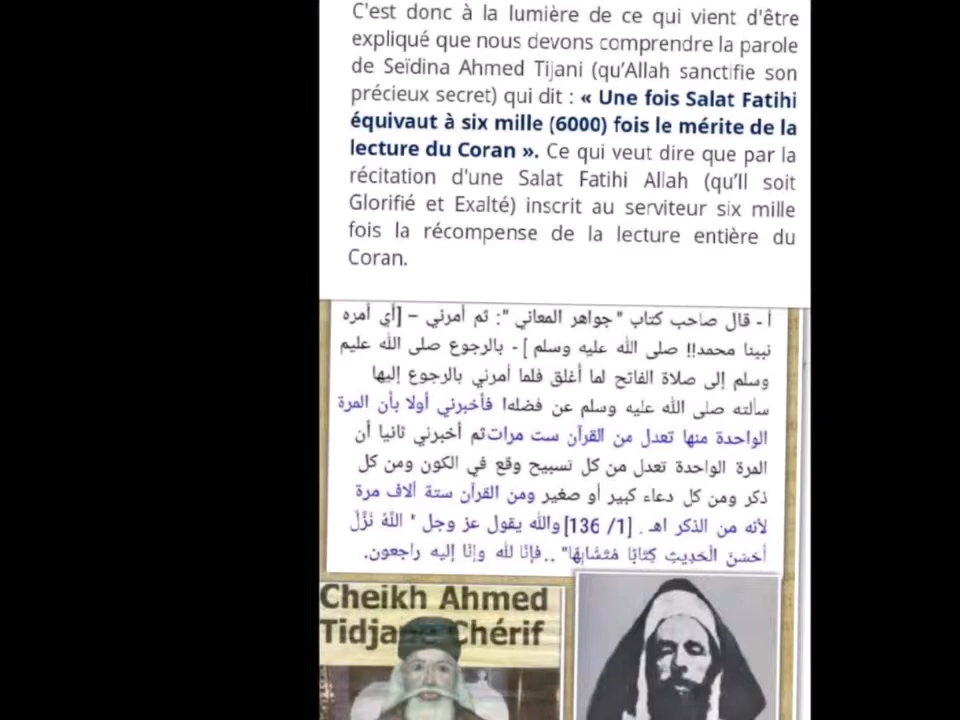 C'est donc à la lumière de ce qui vient d'être
expliqué que nous devons comprendre la parole
de Seïdina Ahmed Tijani (qu'Allah sanctifie son
précieux secret) qui dit : « Une fois Salat Fatihi
équivaut à six mille (6000) fois le mérite de la
lecture du Coran ». Ce qui veut dire que par la
récitation d'une Salat Fatihi Allah (qu'Il soit
Glorifié et Exalté) inscrit au serviteur six mille
fois la récompense de la lecture entière du
Coran.
أ - قال صاحب كتاب "جواهر المعاني ": ثم أمرني – [أي أمره
نبينا محمد!! صلى الله عليه وسلم ] - بالرجوع صلى الله عليم
وسلم إلى صلاة الفاتح لما أغلق فلما أمرني بالرجوع إليها
سألته صلى الله عليه وسلم عن فضلها فأخبرني أولا بأن المرة
الواحدة منها تعدل من القرآن ست مرات ثم أخبرني ثانيا أن
المرة الواحدة تعدل من كل تسبيح وقع في الكون ومن كل
ذكر ومن كل دعاء كبير أو صغير ومن القرآن ستة آلاف مرة
لأنه من الذكر اهـ . [1/ 136] والله يقول عز وجل " اللَّهُ نَزَّلَ
أَحْسَنَ الْحَدِيثِ كِتَابًا مُتَشَابِهًا" ..فإنا لله وإنا إليه راجعون.
Cheikh Ahmed
Tidjane Chérif